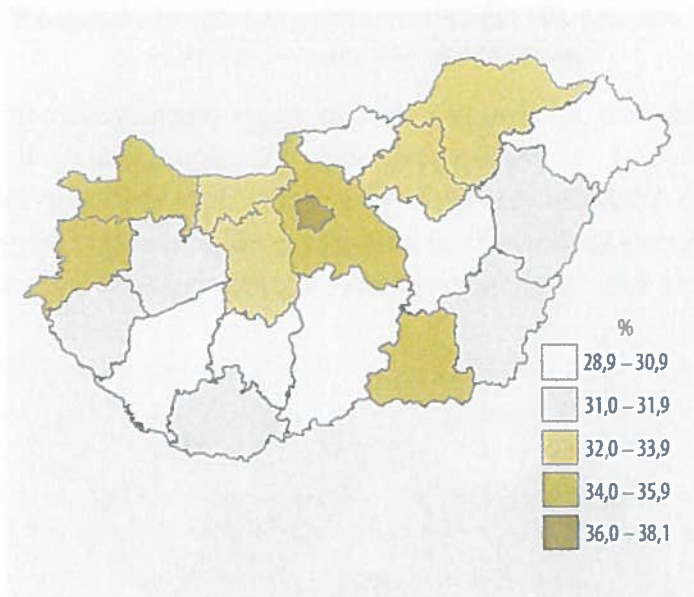 %
28,9 – 30,9
31,0 – 31,9
32,0 – 33,9
34,0 – 35,9
36,0 – 38,1